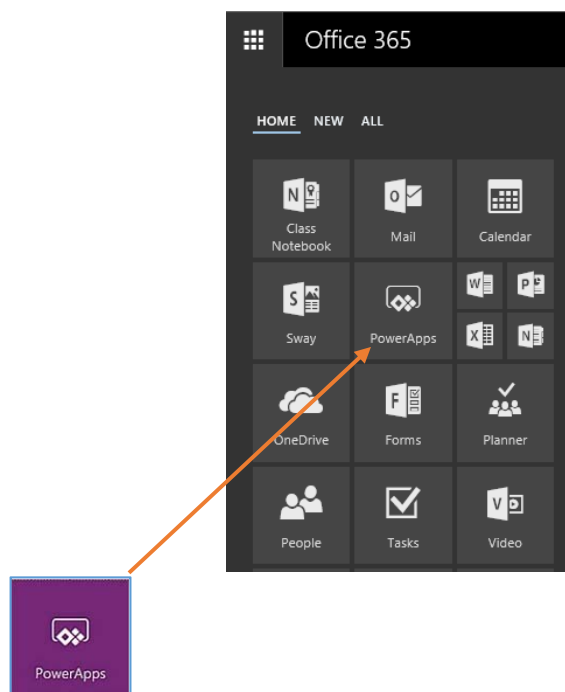 Office 365
HOME NEW ALL
N
Class
Notebook
O
Mail
Calendar
S
Sway
PowerApps
W
P
X
N
OneDrive
F
Forms
Planner
People
Tasks
V
Video
PowerApps